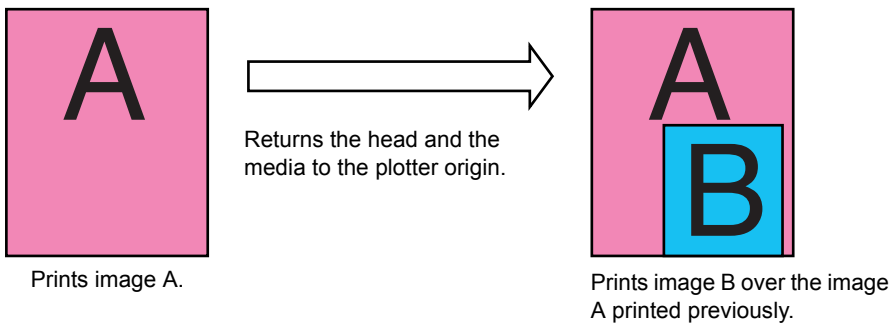 A
Prints image A.
Returns the head and the
media to the plotter origin.
A
B
Prints image B over the image
A printed previously.